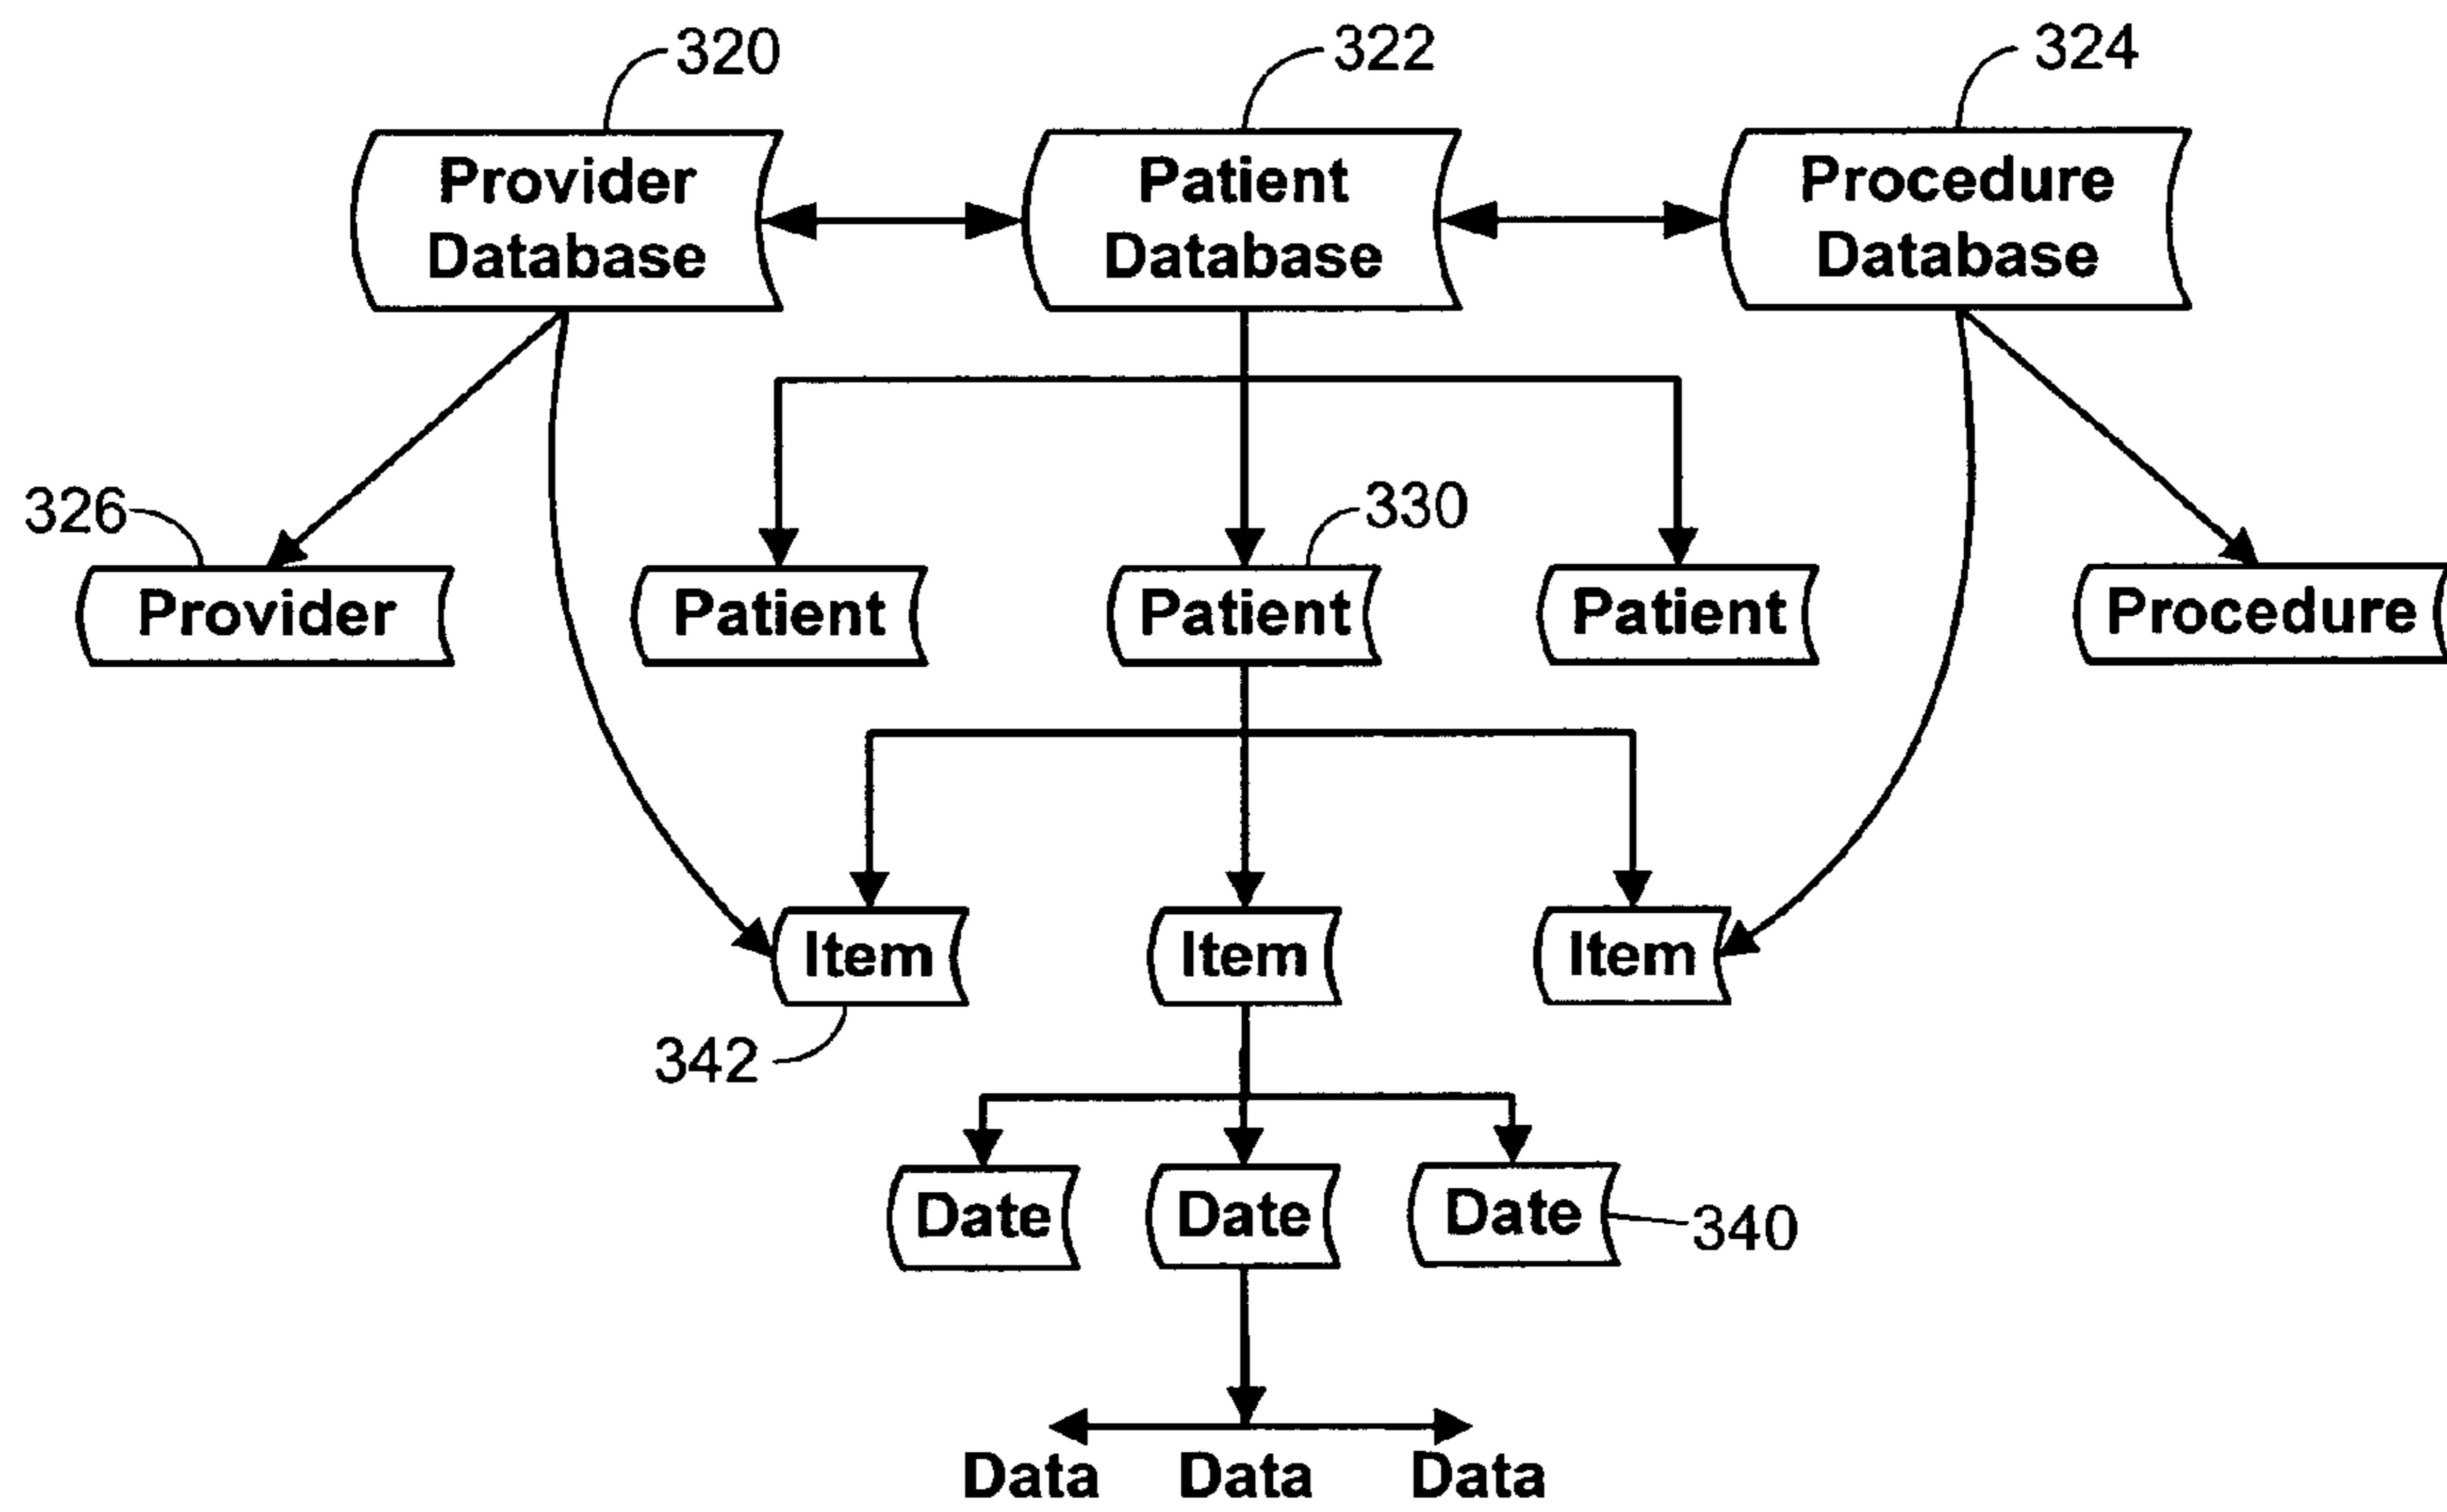 320
322
324
Provider
Database
Patient
Database
Procedure
Database
326
330
Provider
Patient
Patient
Patient
Procedure
Item
Item
Item
342
Date
Date
Date
340
Data
Data
Data